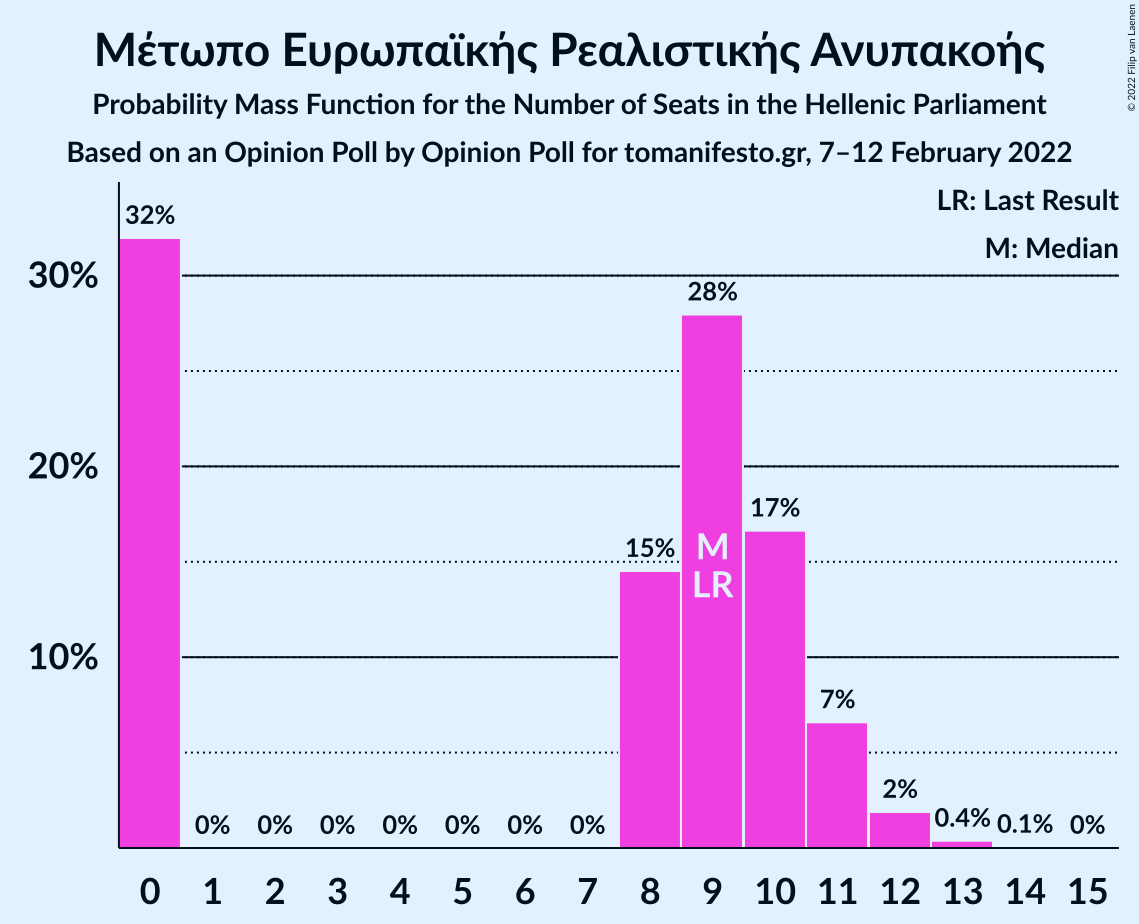 Μέτωπο Ευρωπαϊκής Ρεαλιστικής Ανυπακοής
Probability Mass Function for the Number of Seats in the Hellenic Parliament
Based on an Opinion Poll by Opinion Poll for tomanifesto.gr, 7–12 February 2022
© 2022 Filip van Laenen
LR: Last Result
M: Median
32%
30%
28%
20%
17%
15%
M
LR
10%
7%
2%
0% 0% 0% 0% 0% 0% 0% 0.4% 0.1% 0%
0 1 2 3 4 5 6 7 8 9 10 11 12 13 14 15